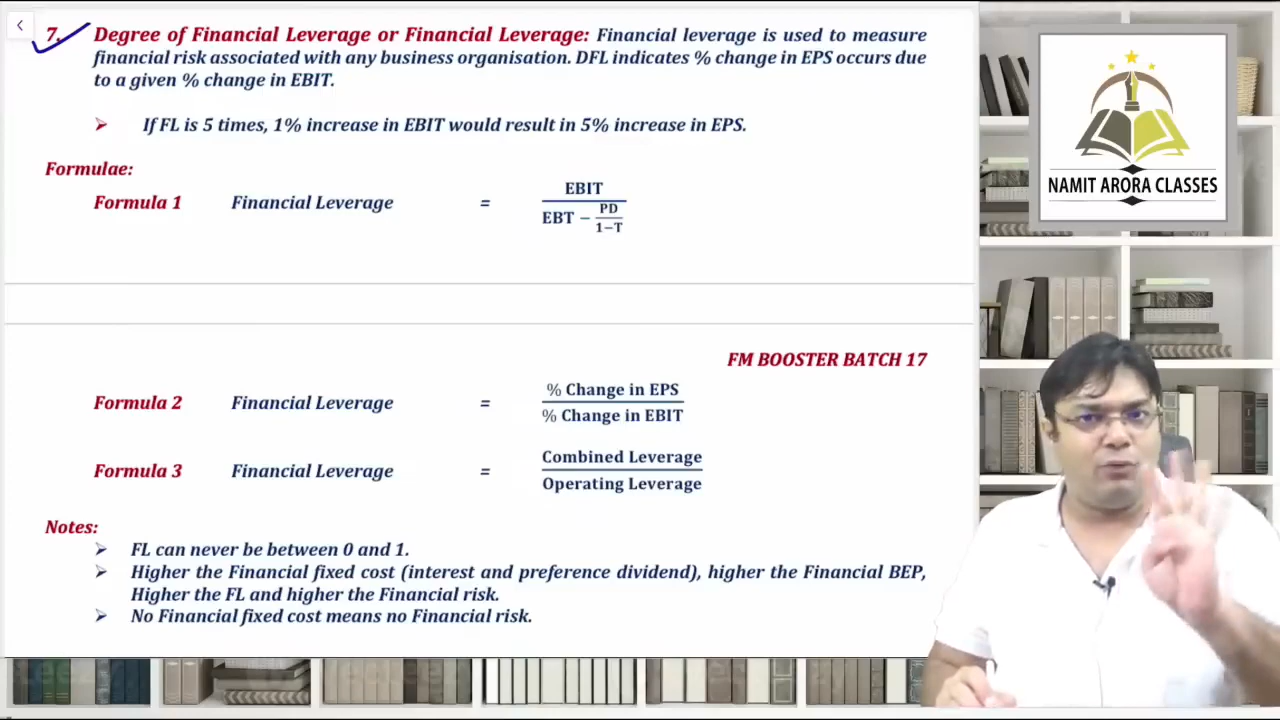 7. Degree of Financial Leverage or Financial Leverage: Financial leverage is used to measure
financial risk associated with any business organisation. DFL indicates % change in EPS occurs due
to a given % change in EBIT.
➢ If FL is 5 times, 1% increase in EBIT would result in 5% increase in EPS.
Formulae:
Formula 1 Financial Leverage = EBIT
EBT − PD
1−T
FM BOOSTER BATCH 17
Formula 2 Financial Leverage = % Change in EPS
% Change in EBIT
Formula 3 Financial Leverage = Combined Leverage
Operating Leverage
Notes:
➢ FL can never be between 0 and 1.
➢ Higher the Financial fixed cost (interest and preference dividend), higher the Financial BEP,
Higher the FL and higher the Financial risk.
➢ No Financial fixed cost means no Financial risk.
NAMIT ARORA CLASSES